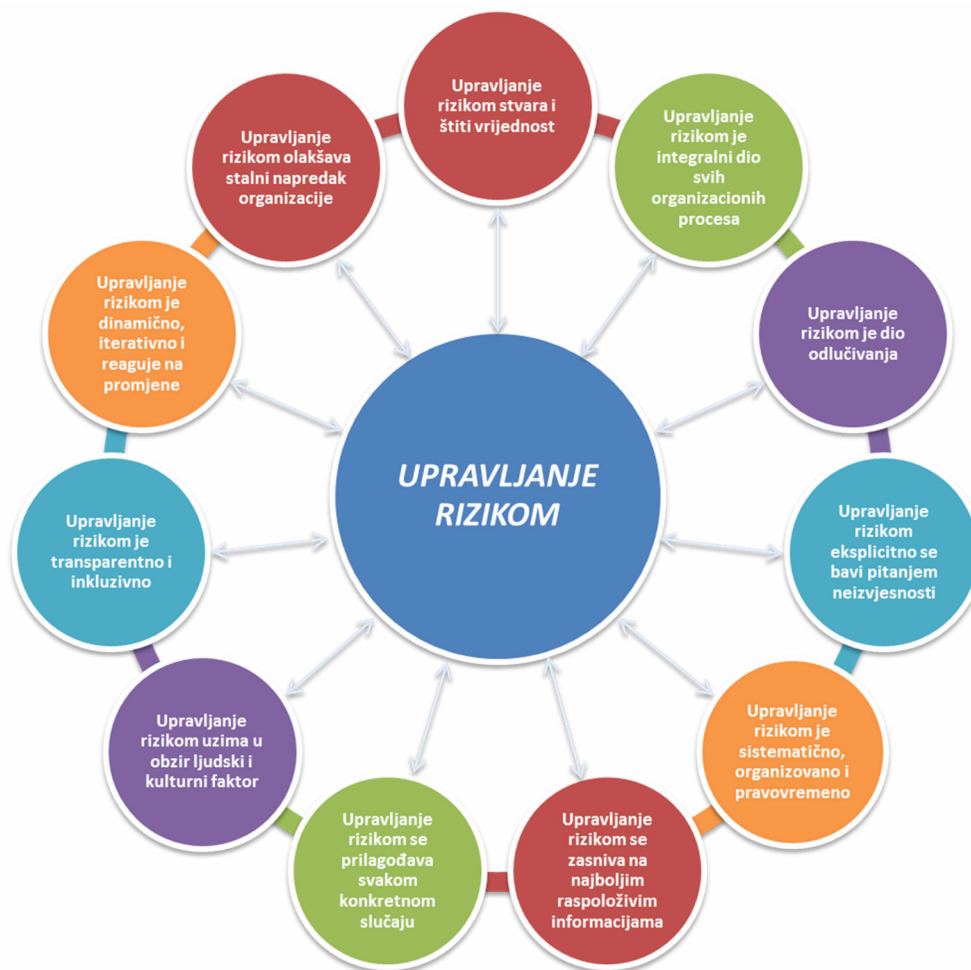 Upravljanje
rizikom stvara i
štiti vrijednost
Upravljanje
rizikom je
integralni dio
svih
organizacionih
procesa
Upravljanje
rizikom je dio
odlučivanja
Upravljanje
rizikom
eksplicitno se
bavi pitanjem
neizvjesnosti
Upravljanje
rizikom je
sistematično,
organizovano i
pravovremeno
Upravljanje
rizikom se
zasniva na
najboljim
raspoloživim
informacijama
Upravljanje
rizikom se
prilagođava
svakom
konkretnom
slučaju
Upravljanje
rizikom uzima u
obzir ljudski i
kulturni faktor
Upravljanje
rizikom je
transparentno i
inkluzivno
Upravljanje
rizikom je
dinamično,
iterativno i
reaguje na
promjene
Upravljanje
rizikom olakšava
stalni napredak
organizacije
UPRAVLJANJE
RIZIKOM